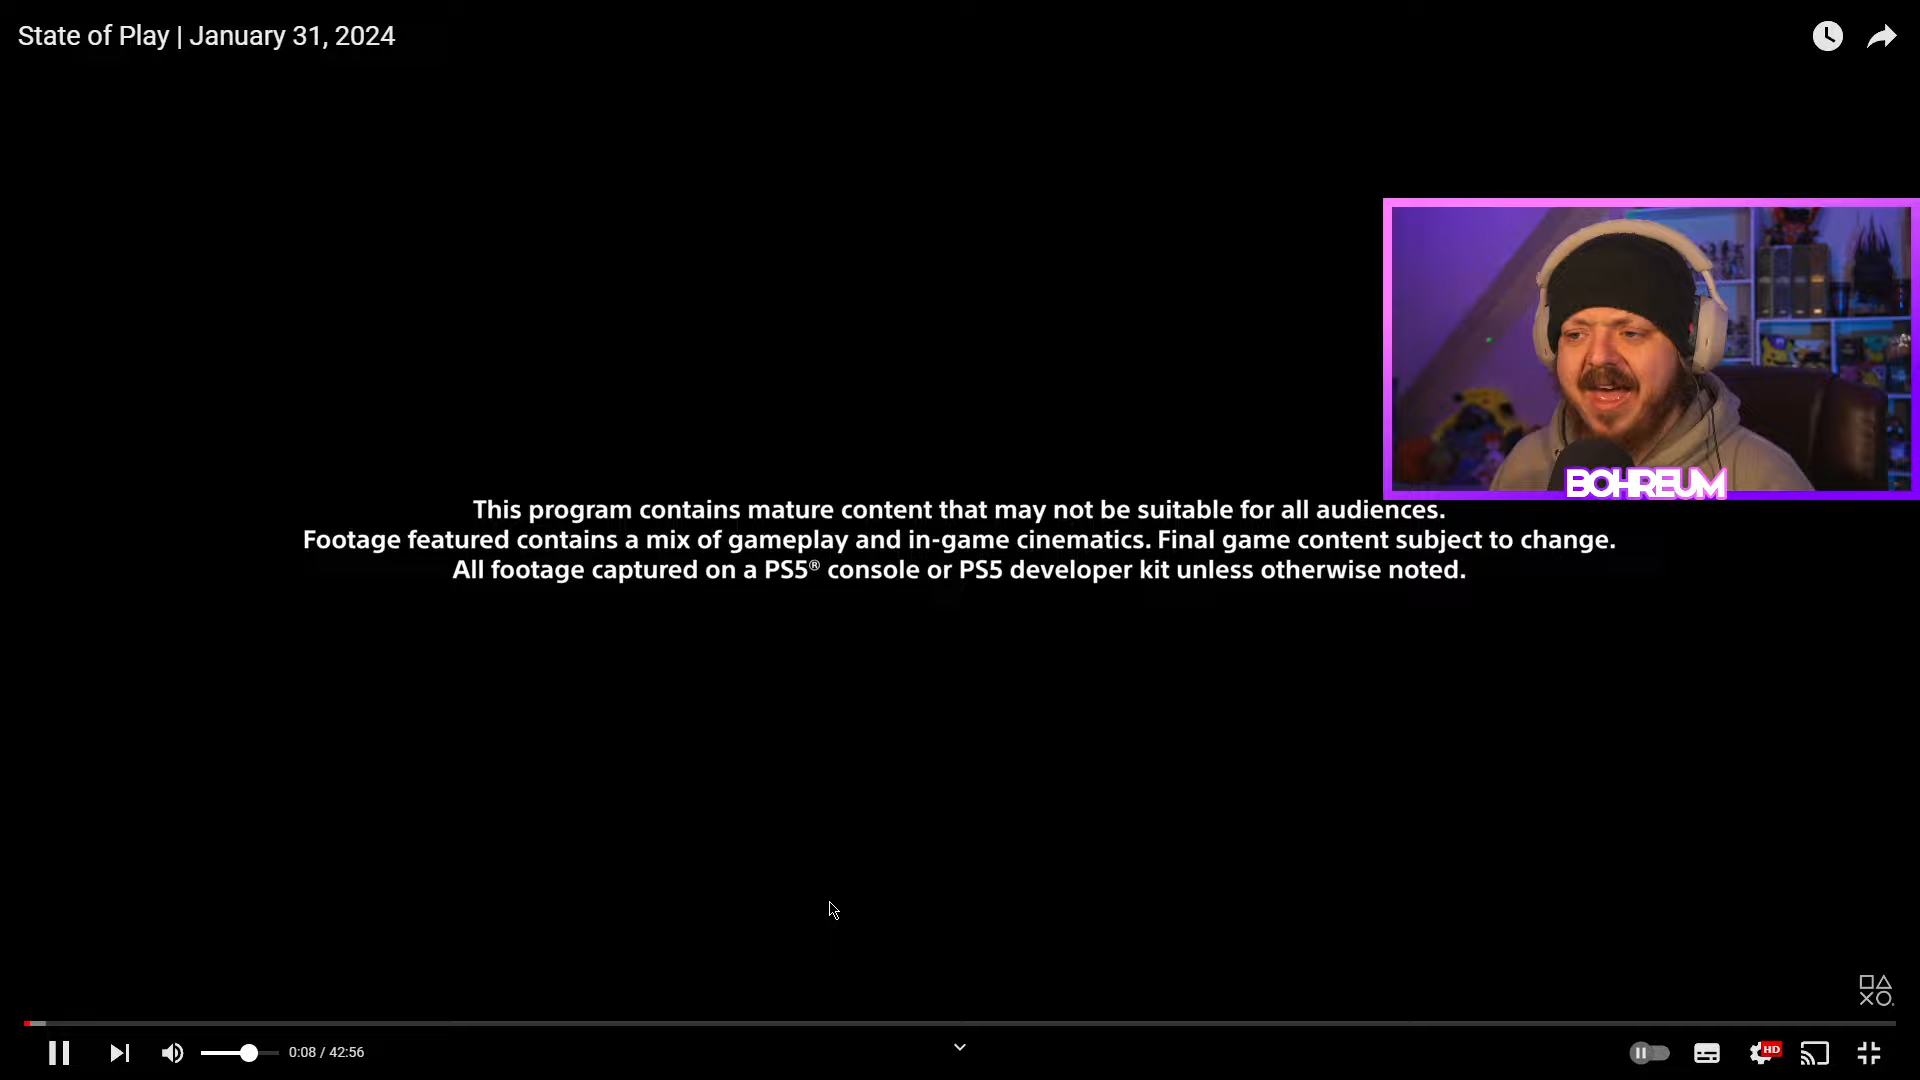 State of Play | January 31, 2024
BOHREUM
This program contains mature content that may not be suitable for all audiences.
Footage featured contains a mix of gameplay and in-game cinematics. Final game content subject to change.
All footage captured on a PS5® console or PS5 developer kit unless otherwise noted.
0:08 / 42:56
HD